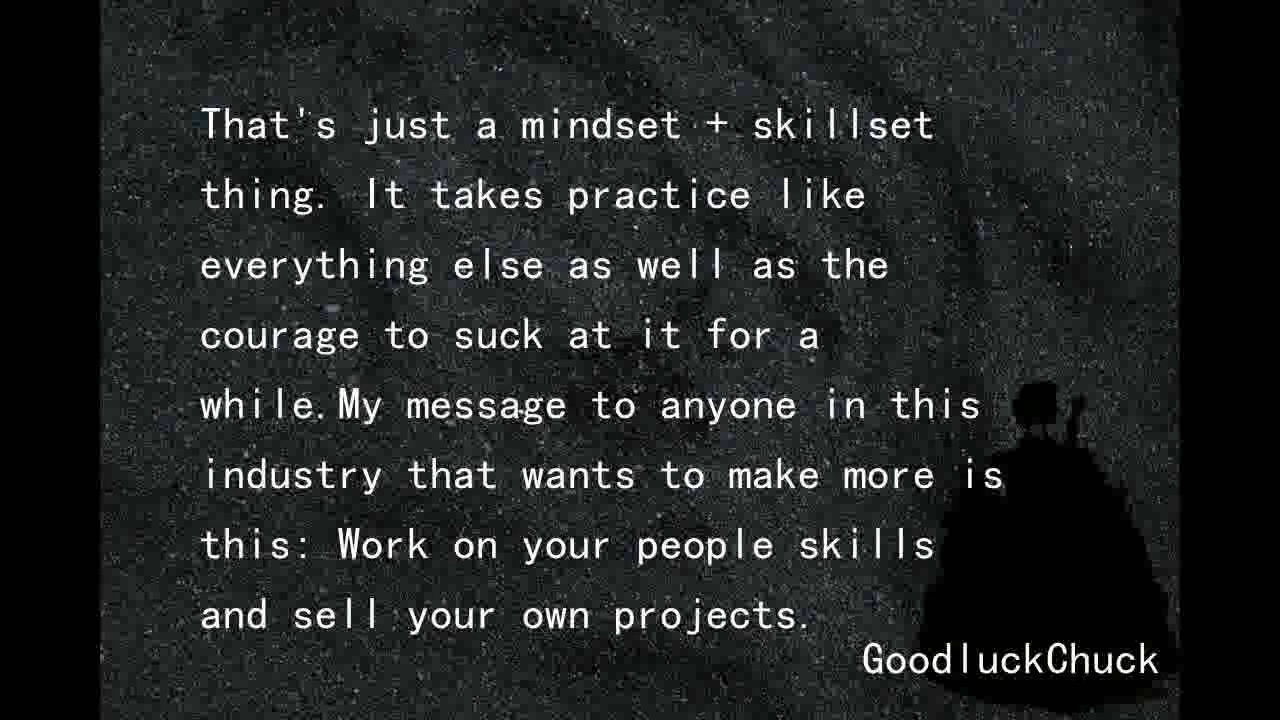 That's just a mindset + skillset
thing. It takes practice like
everything else as well as the
courage to suck at it for a
while.My message to anyone in this
industry that wants to make more is
this: Work on your people skills
and sell your own projects.
GoodluckChuck